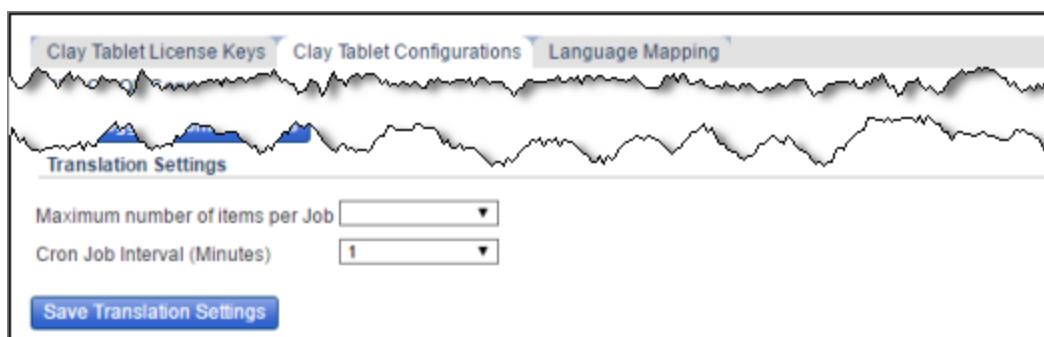 Clay Tablet License Keys Clay Tablet Configurations Language Mapping
Translation Settings
Maximum number of items per Job
Cron Job Interval (Minutes) 1
Save Translation Settings